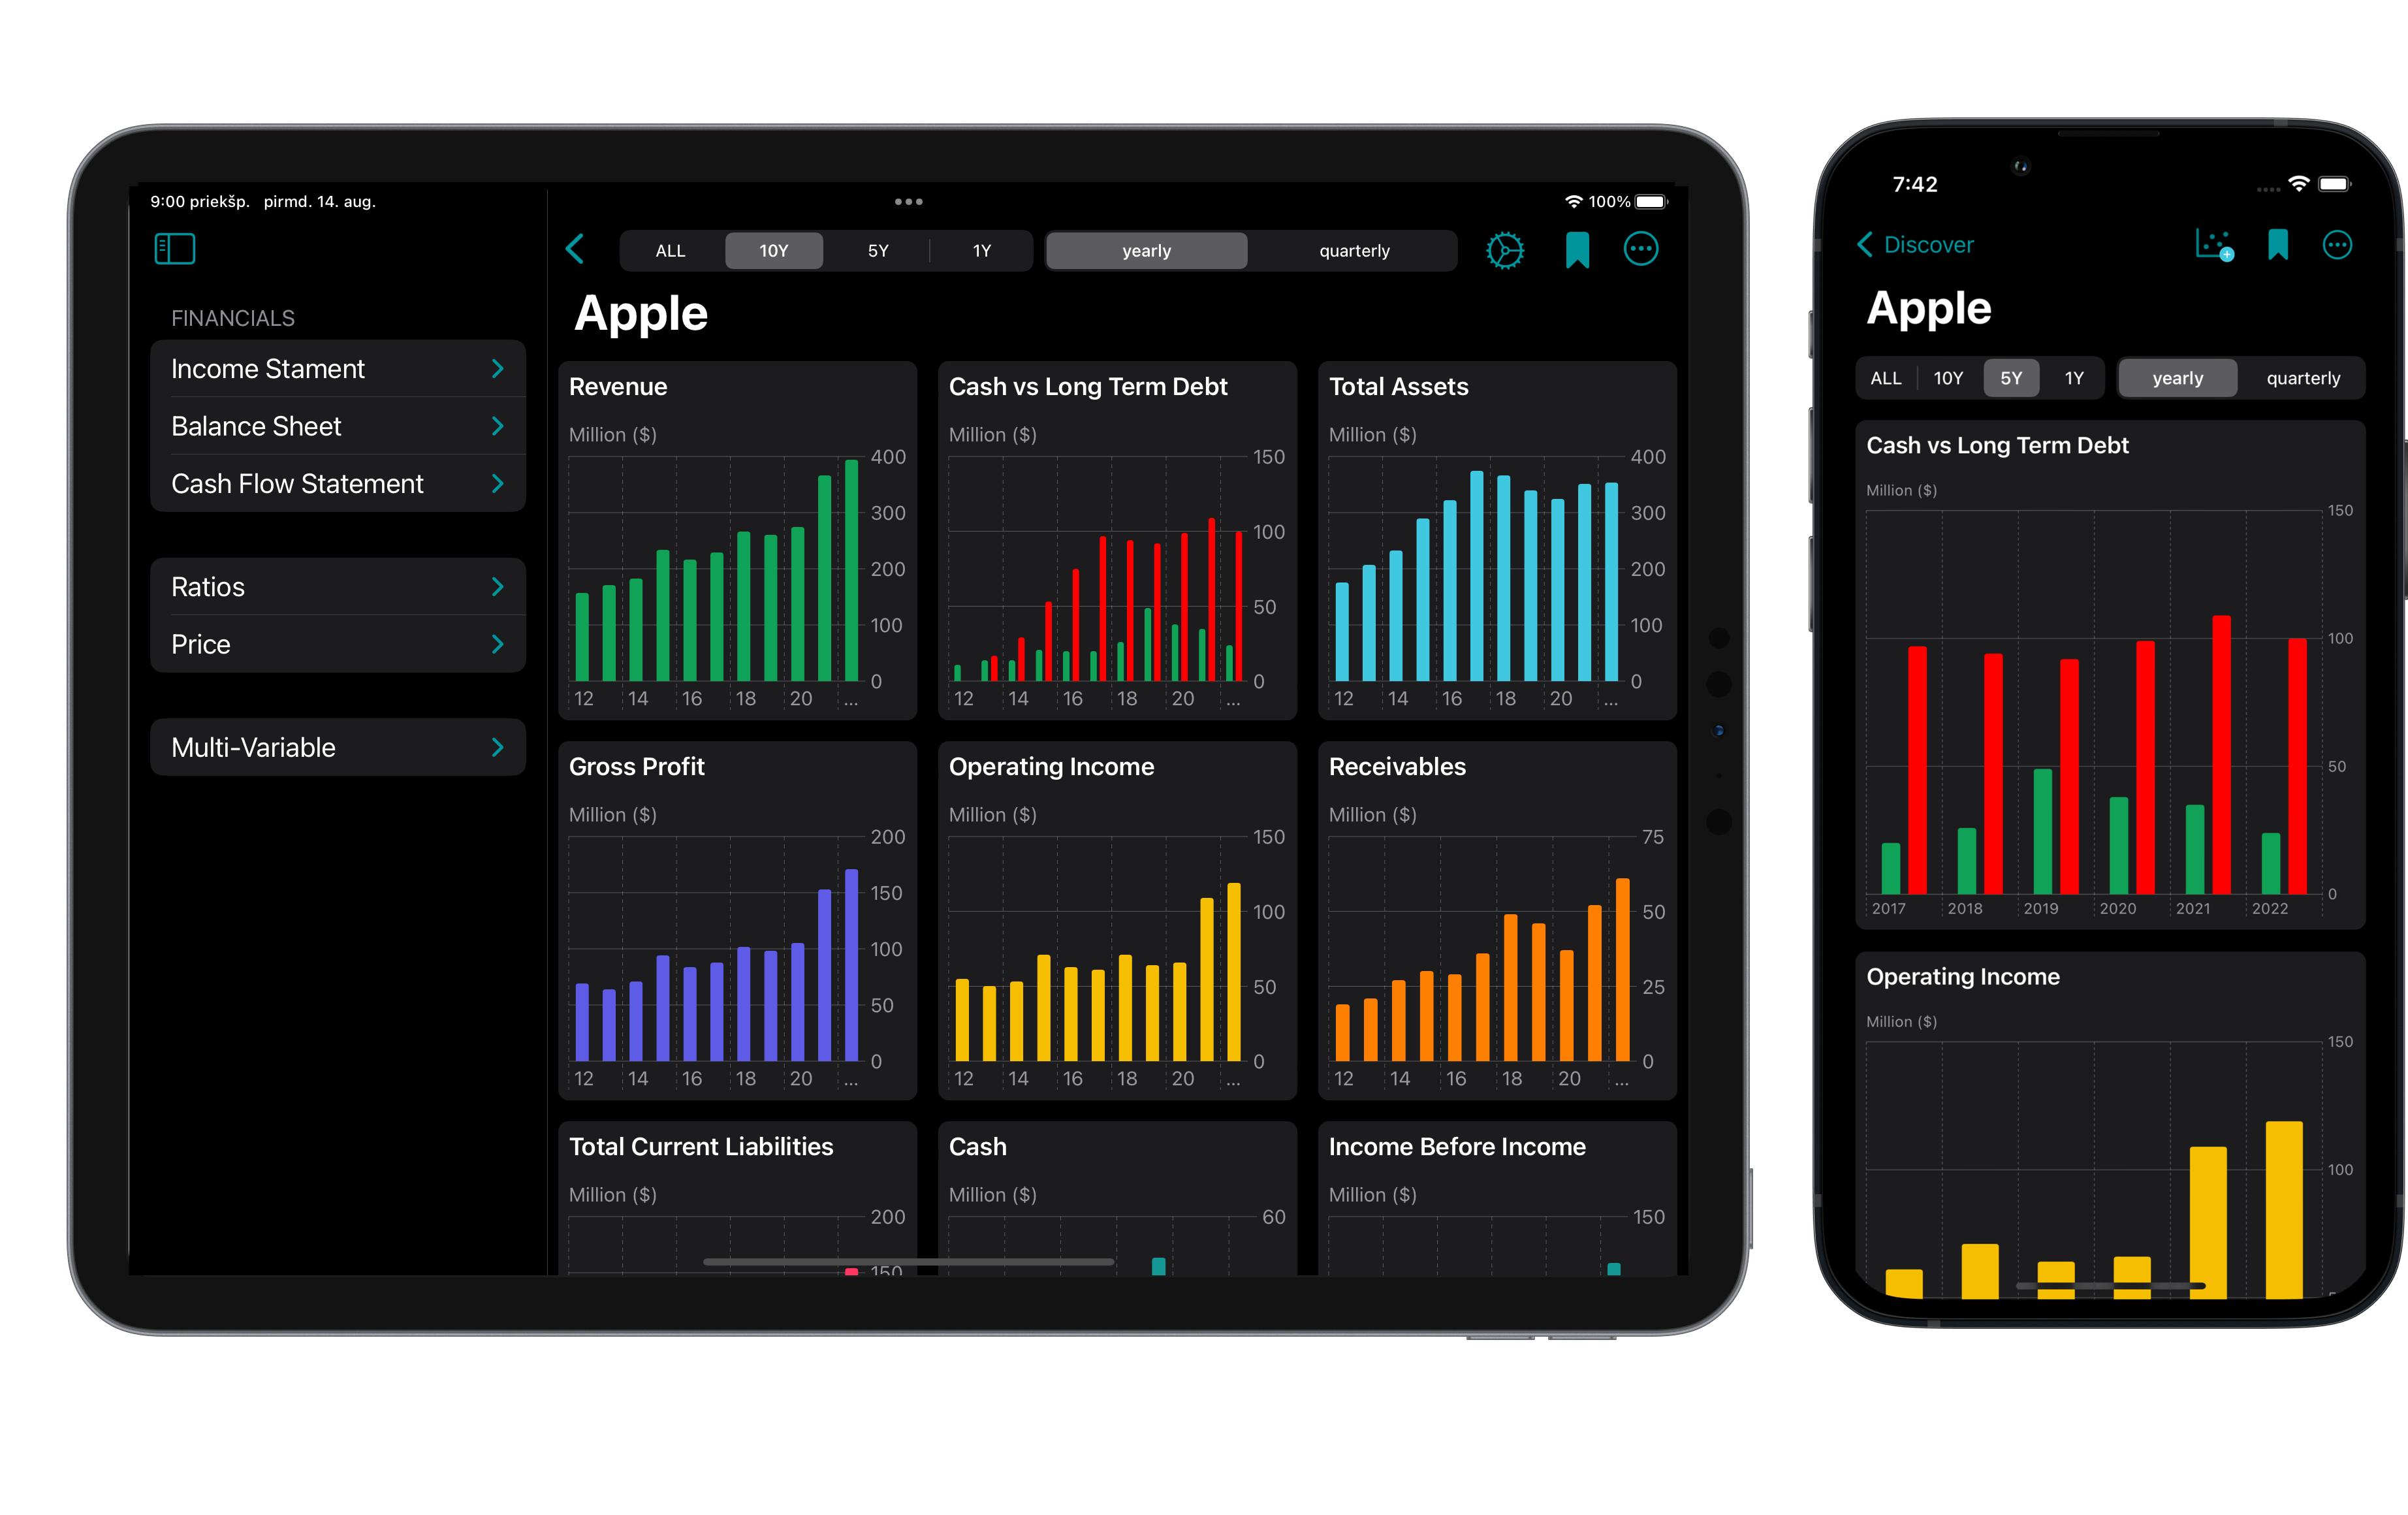 9:00 priekšp. pirmd. 14. aug.
100%
ALL 10Y 5Y 1Y yearly quarterly
FINANCIALS
Income Stament
Balance Sheet
Cash Flow Statement
Ratios
Price
Multi-Variable
Apple
Revenue
Million ($)
400
300
200
100
0
12 14 16 18 20 ...
Cash vs Long Term Debt
Million ($)
150
100
50
0
12 14 16 18 20 ...
Total Assets
Million ($)
400
300
200
100
0
12 14 16 18 20 ...
Gross Profit
Million ($)
200
150
100
50
0
12 14 16 18 20 ...
Operating Income
Million ($)
150
100
50
0
12 14 16 18 20 ...
Receivables
Million ($)
75
50
25
0
12 14 16 18 20 ...
Total Current Liabilities
Million ($)
200
150
Cash
Million ($)
60
Income Before Income
Million ($)
150
7:42
Discover
Apple
ALL 10Y 5Y 1Y yearly quarterly
Cash vs Long Term Debt
Million ($)
150
100
50
0
2017 2018 2019 2020 2021 2022
Operating Income
Million ($)
150
100